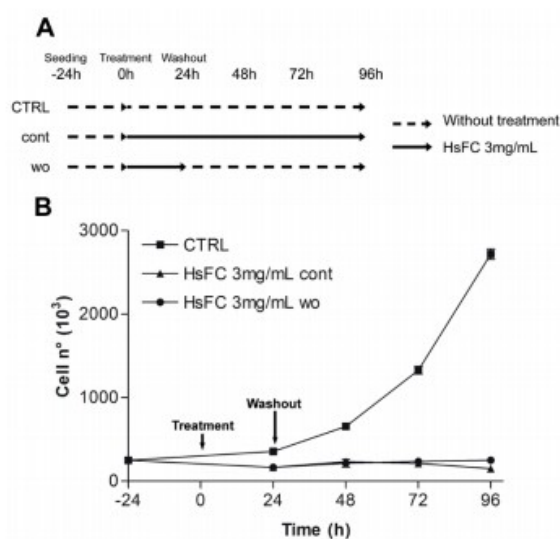 A
Seeding Treatment Washout
-24h 0h 24h 48h 72h 96h
CTRL
cont
wo
Without treatment
HsFC 3mg/mL
B
CTRL
HsFC 3mg/mL cont
HsFC 3mg/mL wo
Cell n° (10³)
3000
2000
1000
0
Treatment
Washout
-24 0 24 48 72 96
Time (h)